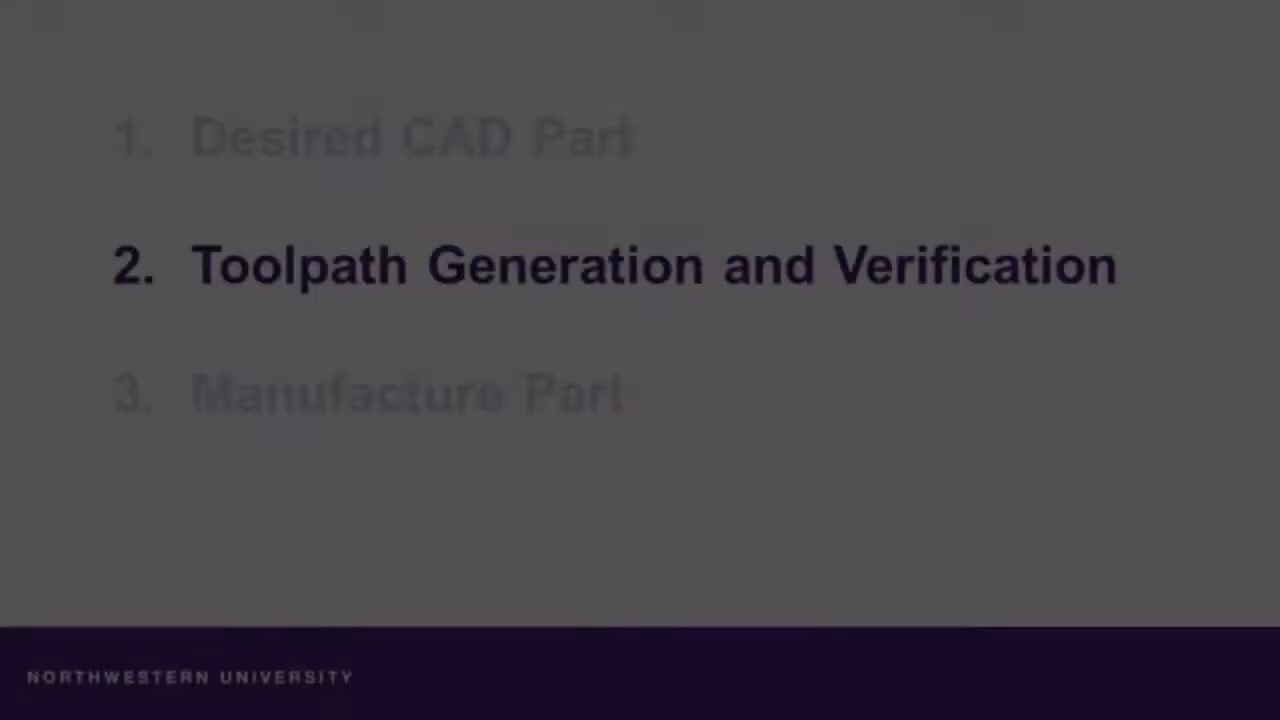 1. Desired CAD Part
2. Toolpath Generation and Verification
3. Manufacture Part
NORTHWESTERN UNIVERSITY